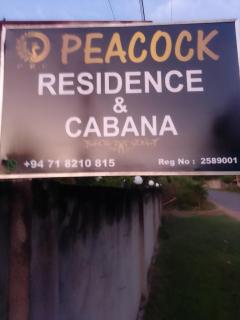 PEACOCK
RESIDENCE
&
CABANA
+94 71 8210 815 Reg No : 2589001